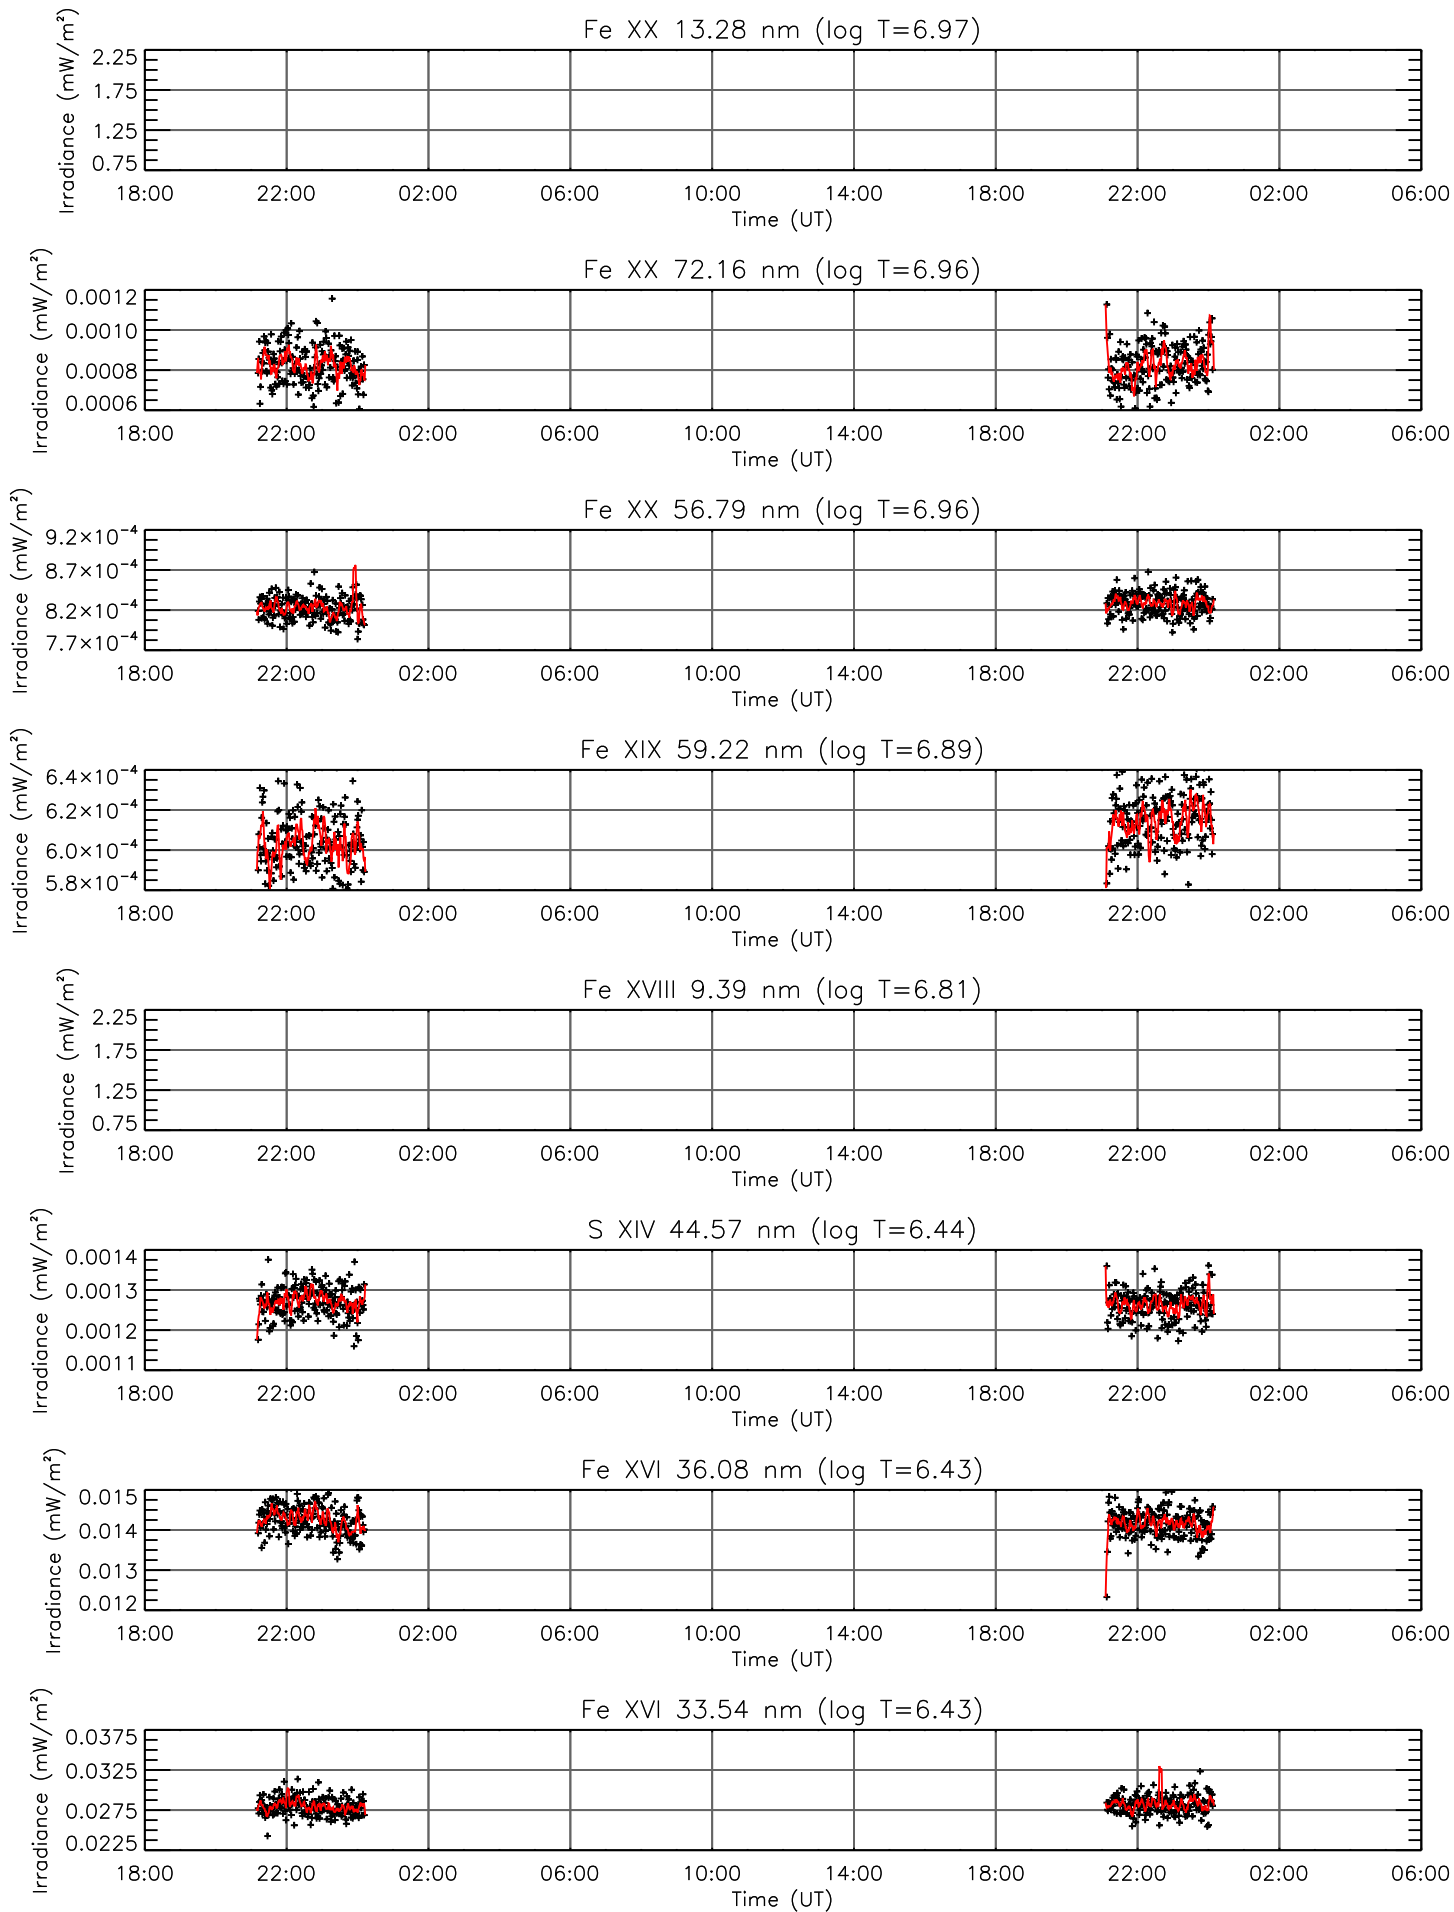 Fe XX 13.28 nm (log T=6.97)
Irradiance (mW/m²)
2.25
1.75
1.25
0.75
18:00 22:00 02:00 06:00 10:00 14:00 18:00 22:00 02:00 06:00
Time (UT)
Fe XX 72.16 nm (log T=6.96)
Irradiance (mW/m²)
0.0012
0.0010
0.0008
0.0006
18:00 22:00 02:00 06:00 10:00 14:00 18:00 22:00 02:00 06:00
Time (UT)
Fe XX 56.79 nm (log T=6.96)
Irradiance (mW/m²)
9.2×10⁻⁴
8.7×10⁻⁴
8.2×10⁻⁴
7.7×10⁻⁴
18:00 22:00 02:00 06:00 10:00 14:00 18:00 22:00 02:00 06:00
Time (UT)
Fe XIX 59.22 nm (log T=6.89)
Irradiance (mW/m²)
6.4×10⁻⁴
6.2×10⁻⁴
6.0×10⁻⁴
5.8×10⁻⁴
18:00 22:00 02:00 06:00 10:00 14:00 18:00 22:00 02:00 06:00
Time (UT)
Fe XVIII 9.39 nm (log T=6.81)
Irradiance (mW/m²)
2.25
1.75
1.25
0.75
18:00 22:00 02:00 06:00 10:00 14:00 18:00 22:00 02:00 06:00
Time (UT)
S XIV 44.57 nm (log T=6.44)
Irradiance (mW/m²)
0.0014
0.0013
0.0012
0.0011
18:00 22:00 02:00 06:00 10:00 14:00 18:00 22:00 02:00 06:00
Time (UT)
Fe XVI 36.08 nm (log T=6.43)
Irradiance (mW/m²)
0.015
0.014
0.013
0.012
18:00 22:00 02:00 06:00 10:00 14:00 18:00 22:00 02:00 06:00
Time (UT)
Fe XVI 33.54 nm (log T=6.43)
Irradiance (mW/m²)
0.0375
0.0325
0.0275
0.0225
18:00 22:00 02:00 06:00 10:00 14:00 18:00 22:00 02:00 06:00
Time (UT)